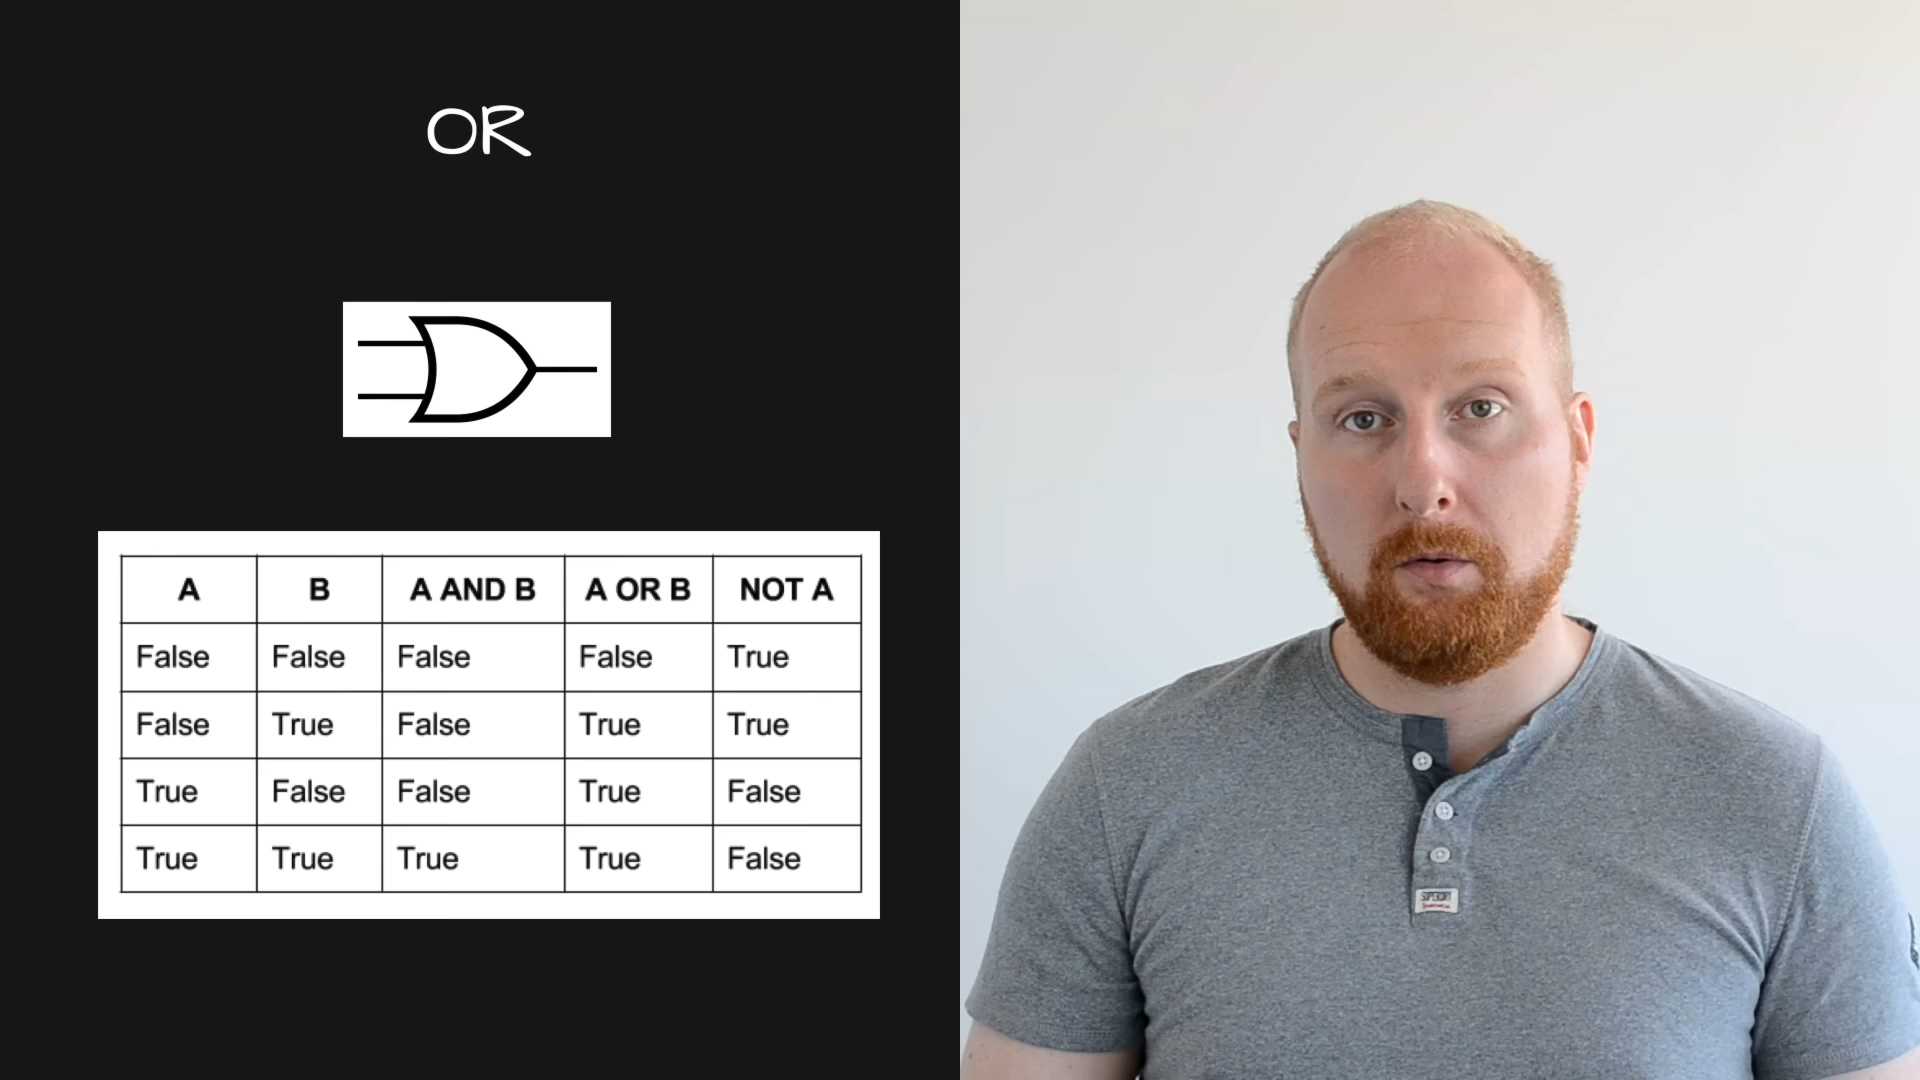 OR
A B A AND B A OR B NOT A
False False False False True
False True False True True
True False False True False
True True True True False
SUPERDRY